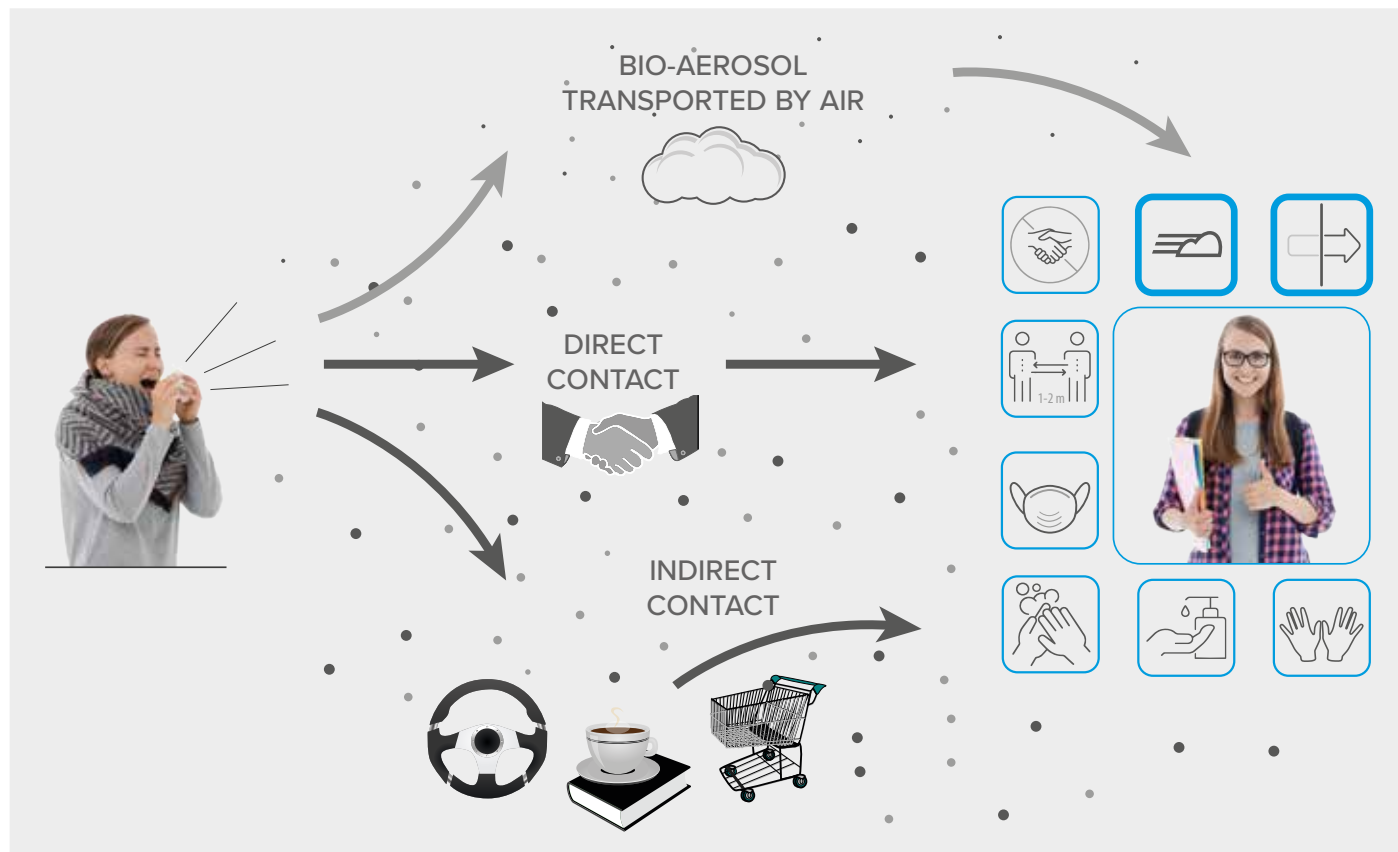 BIO-AEROSOL
TRANSPORTED BY AIR
DIRECT
CONTACT
1-2 m
INDIRECT
CONTACT